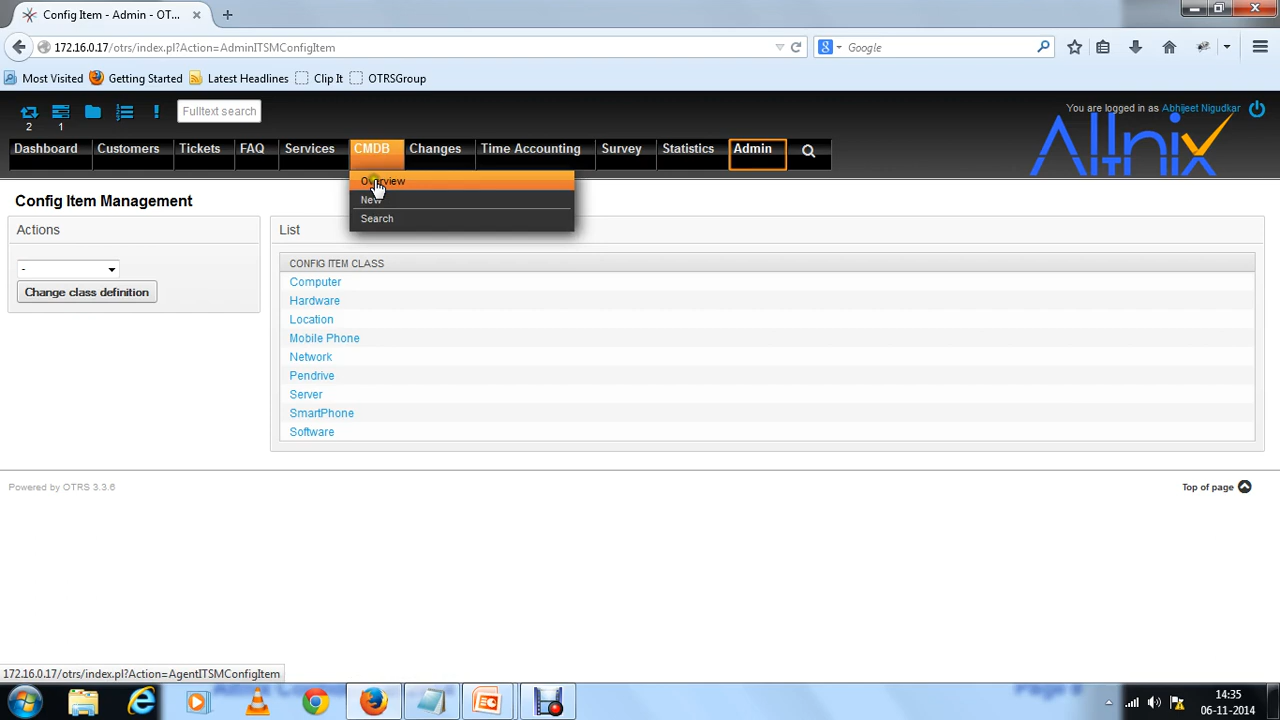 Config Item - Admin - OT...
172.16.0.17/otrs/index.pl?Action=AdminITSMConfigItem
Google
Most Visited Getting Started Latest Headlines Clip It OTRSGroup
2 1
Fulltext search
You are logged in as Abhijeet Nigudkar
Alltnix
Dashboard Customers Tickets FAQ Services CMDB Changes Time Accounting Survey Statistics Admin
Overview
New
Search
Config Item Management
Actions
-
Change class definition
List
CONFIG ITEM CLASS
Computer
Hardware
Location
Mobile Phone
Network
Pendrive
Server
SmartPhone
Software
Powered by OTRS 3.3.6
Top of page
172.16.0.17/otrs/index.pl?Action=AgentITSMConfigItem
14:35
06-11-2014